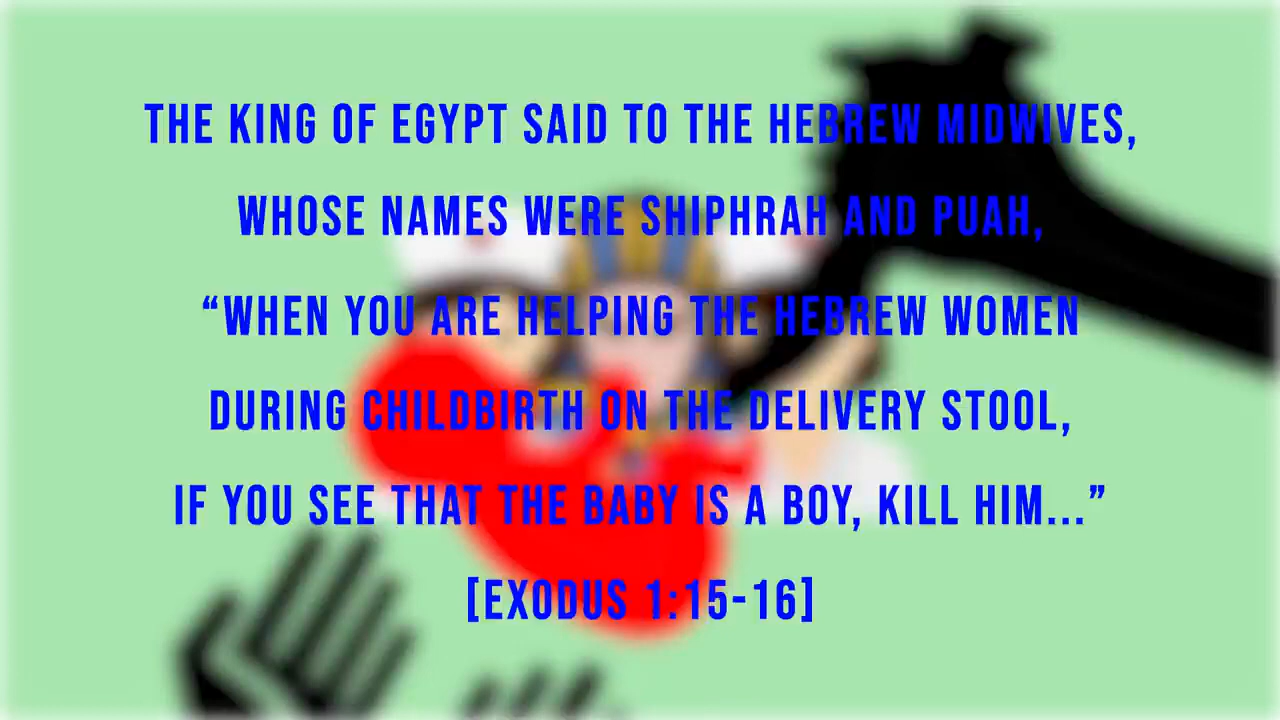 THE KING OF EGYPT SAID TO THE HEBREW MIDWIVES,
WHOSE NAMES WERE SHIPHRAH AND PUAH,
“WHEN YOU ARE HELPING THE HEBREW WOMEN
DURING CHILDBIRTH ON THE DELIVERY STOOL,
IF YOU SEE THAT THE BABY IS A BOY, KILL HIM...”
[EXODUS 1:15-16]